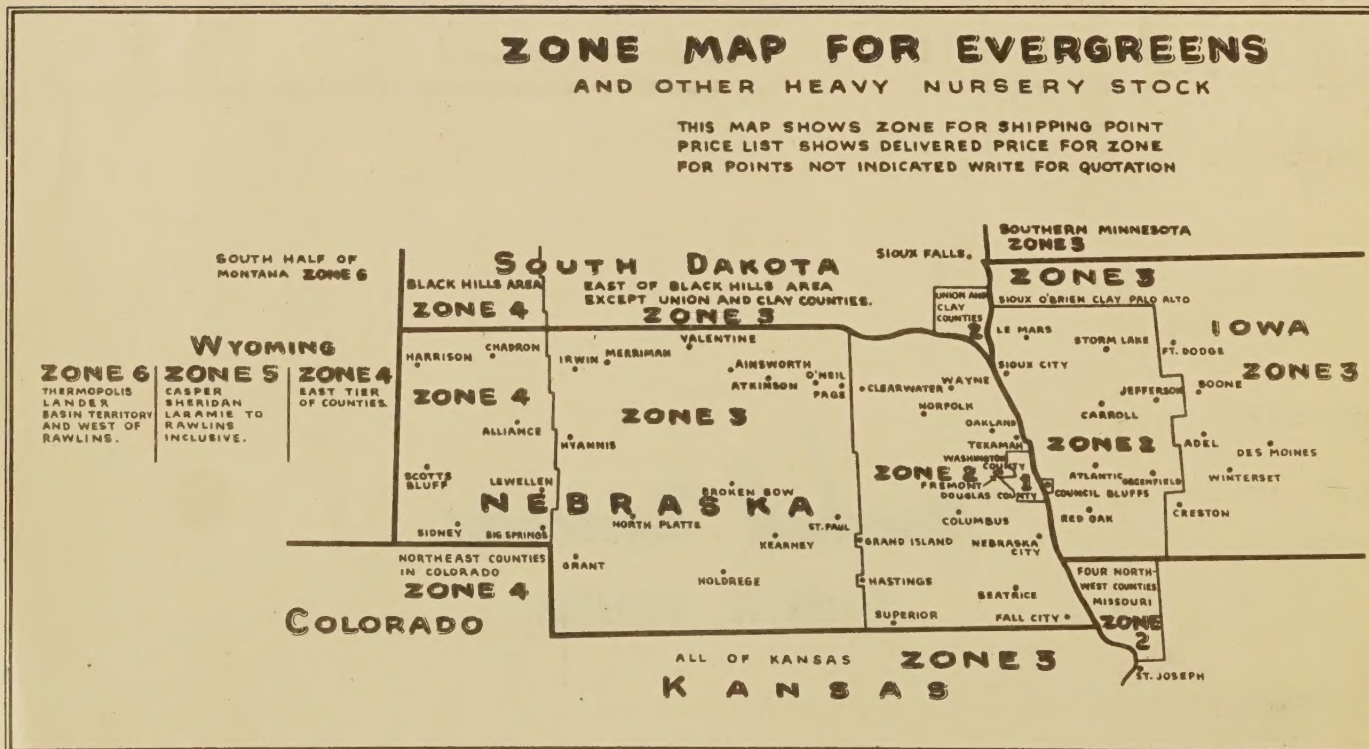 ZONE MAP FOR EVERGREENS
AND OTHER HEAVY NURSERY STOCK
THIS MAP SHOWS ZONE FOR SHIPPING POINT
PRICE LIST SHOWS DELIVERED PRICE FOR ZONE
FOR POINTS NOT INDICATED WRITE FOR QUOTATION
SOUTH HALF OF
MONTANA ZONE 6
WYOMING
ZONE 6
THERMOPOLIS
LANDER
BASIN TERRITORY
AND WEST OF
RAWLINS.
ZONE 5
CASPER
SHERIDAN
LARAMIE TO
RAWLINS
INCLUSIVE.
ZONE 4
EAST TIER
OF COUNTIES.
SOUTH DAKOTA
BLACK HILLS AREA
ZONE 4
EAST OF BLACK HILLS AREA
EXCEPT UNION AND CLAY COUNTIES.
ZONE 3
SIOUX FALLS.
UNION AND
CLAY
COUNTIES
2
SOUTHERN MINNESOTA
ZONE 3
ZONE 3
SIOUX O'BRIEN CLAY PALO ALTO
IOWA
ZONE 3
LE MARS
STORM LAKE
FT. DODGE
SIOUX CITY
JEFFERSON
BOONE
CARROLL
ZONE 2
ADEL
DES MOINES
ATLANTIC
GREENFIELD
WINTERSET
COUNCIL BLUFFS
RED OAK
CRESTON
HARRISON
CHADRON
ZONE 4
ALLIANCE
SCOTTS
BLUFF
LEWELLEN
SIDNEY
BIG SPRINGS
NEBRASKA
IRWIN
MERRIMAN
VALENTINE
AINSWORTH
ATKINSON
O'NEIL
PAGE
ZONE 3
HYANNIS
BROKEN BOW
NORTH PLATTE
ST. PAUL
KEARNEY
GRANT
HOLDREGE
CLEARWATER
WAYNE
NORFOLK
OAKLAND
TEKAMAH
WASHINGTON
COUNTY
ZONE 2
1
FREMONT
DOUGLAS COUNTY
COLUMBUS
GRAND ISLAND
NEBRASKA
CITY
HASTINGS
BEATRICE
SUPERIOR
FALL CITY
NORTHEAST COUNTIES
IN COLORADO
ZONE 4
COLORADO
FOUR NORTH-
WEST COUNTIES
MISSOURI
ZONE
2
ST. JOSEPH
ALL OF KANSAS ZONE 3
KANSAS